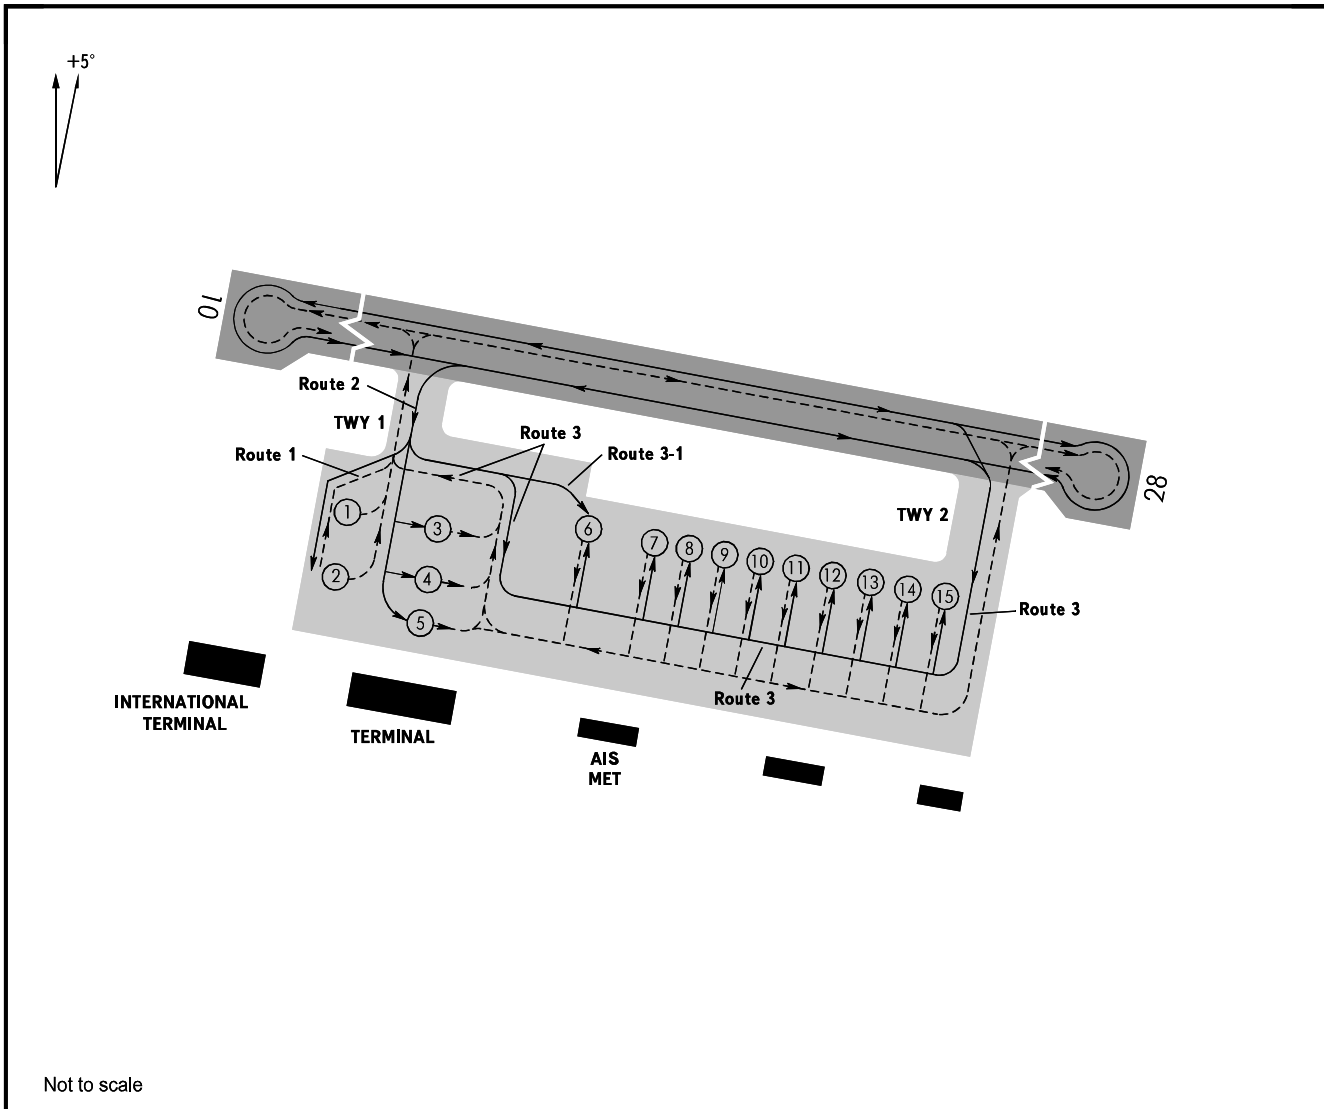 +5°
10
Route 2
TWY 1
Route 3
Route 1
Route 3-1
28
TWY 2
1
3
6
7
8
9
10
11
12
13
14
15
2
4
5
Route 3
Route 3
INTERNATIONAL
TERMINAL
TERMINAL
AIS
MET
Not to scale